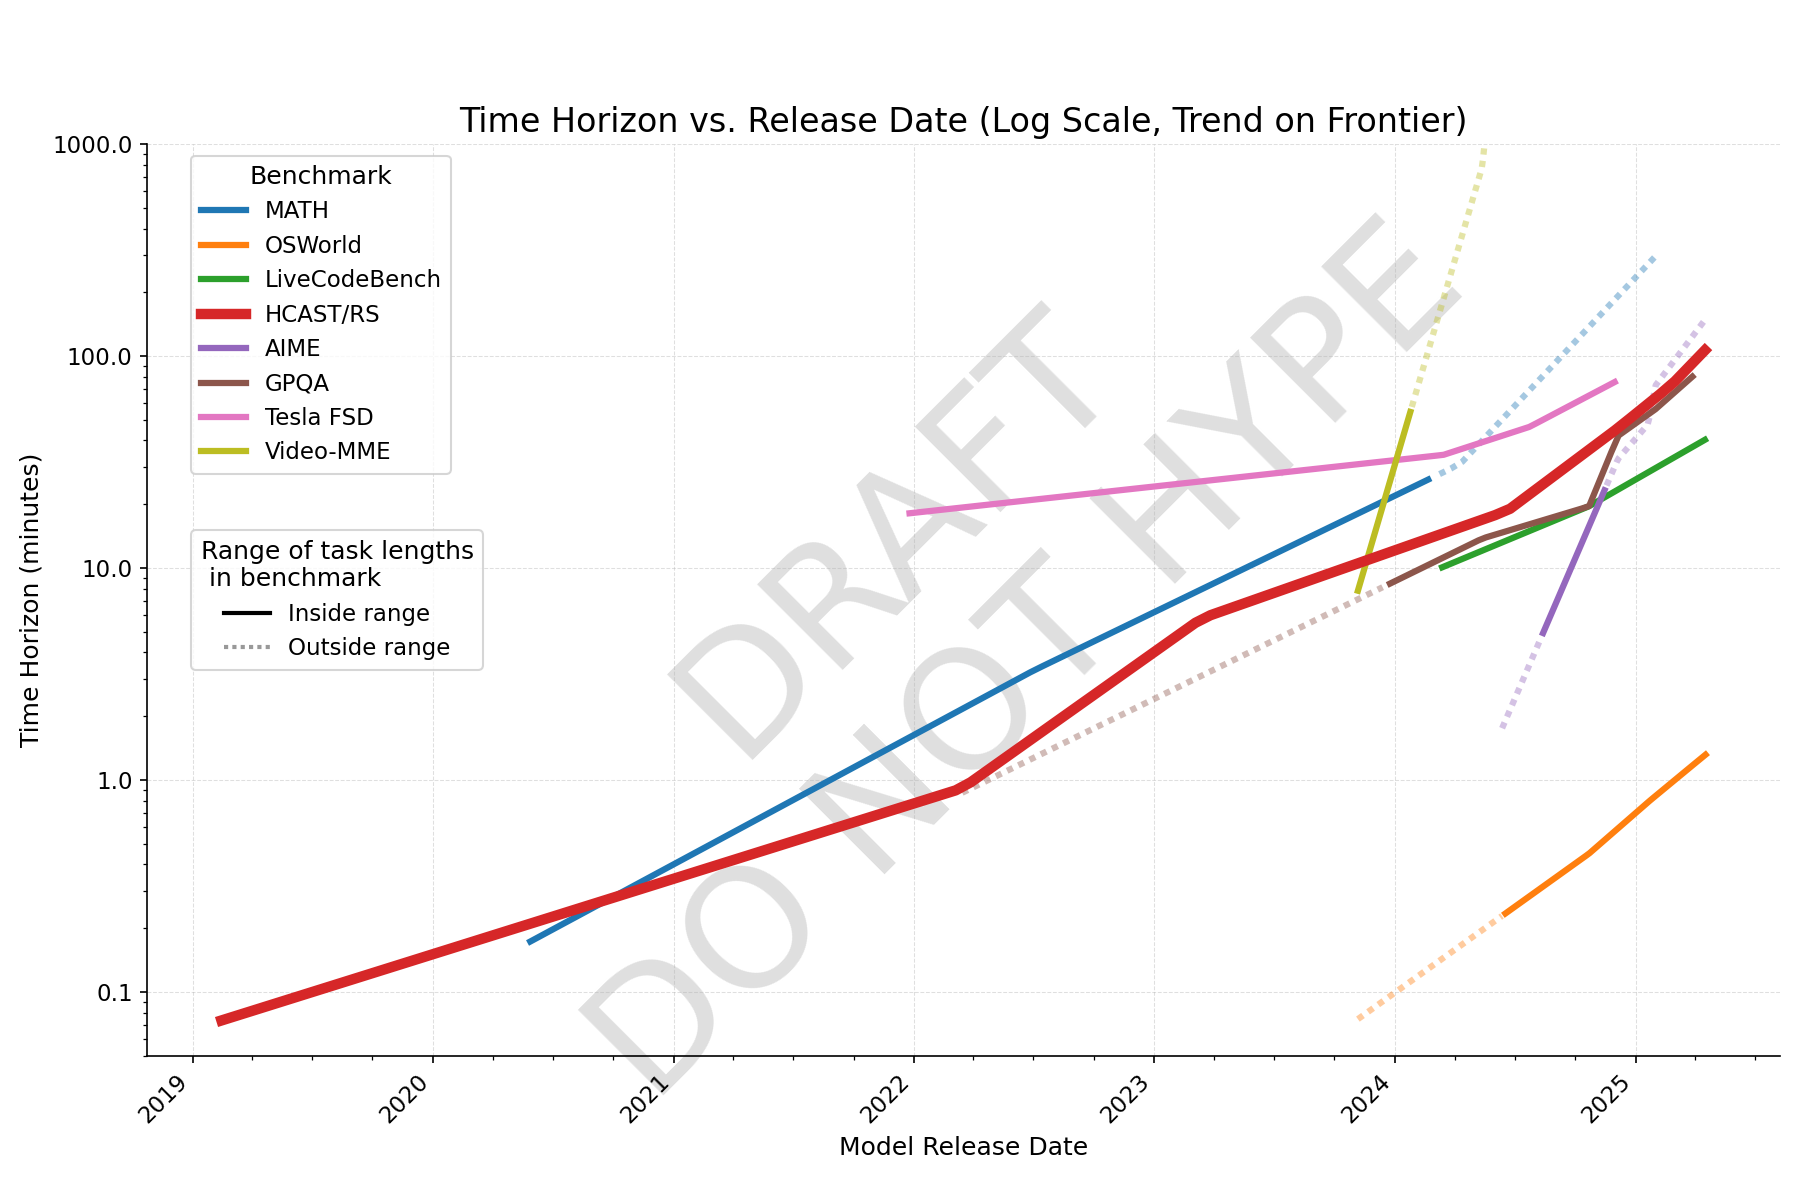 Time Horizon vs. Release Date (Log Scale, Trend on Frontier)
1000.0
100.0
10.0
1.0
0.1
Time Horizon (minutes)
Benchmark
MATH
OSWorld
LiveCodeBench
HCAST/RS
AIME
GPQA
Tesla FSD
Video-MME
Range of task lengths
in benchmark
Inside range
Outside range
DRAFT
DO NOT HYPE
2019
2020
2021
2022
2023
2024
2025
Model Release Date